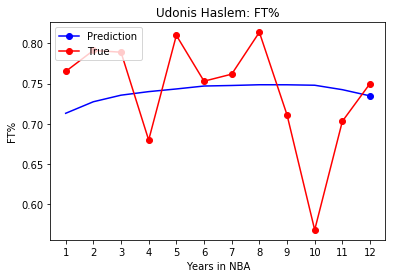 Udonis Haslem: FT%
Prediction
True
0.80
0.75
0.70
0.65
0.60
FT%
1 2 3 4 5 6 7 8 9 10 11 12
Years in NBA